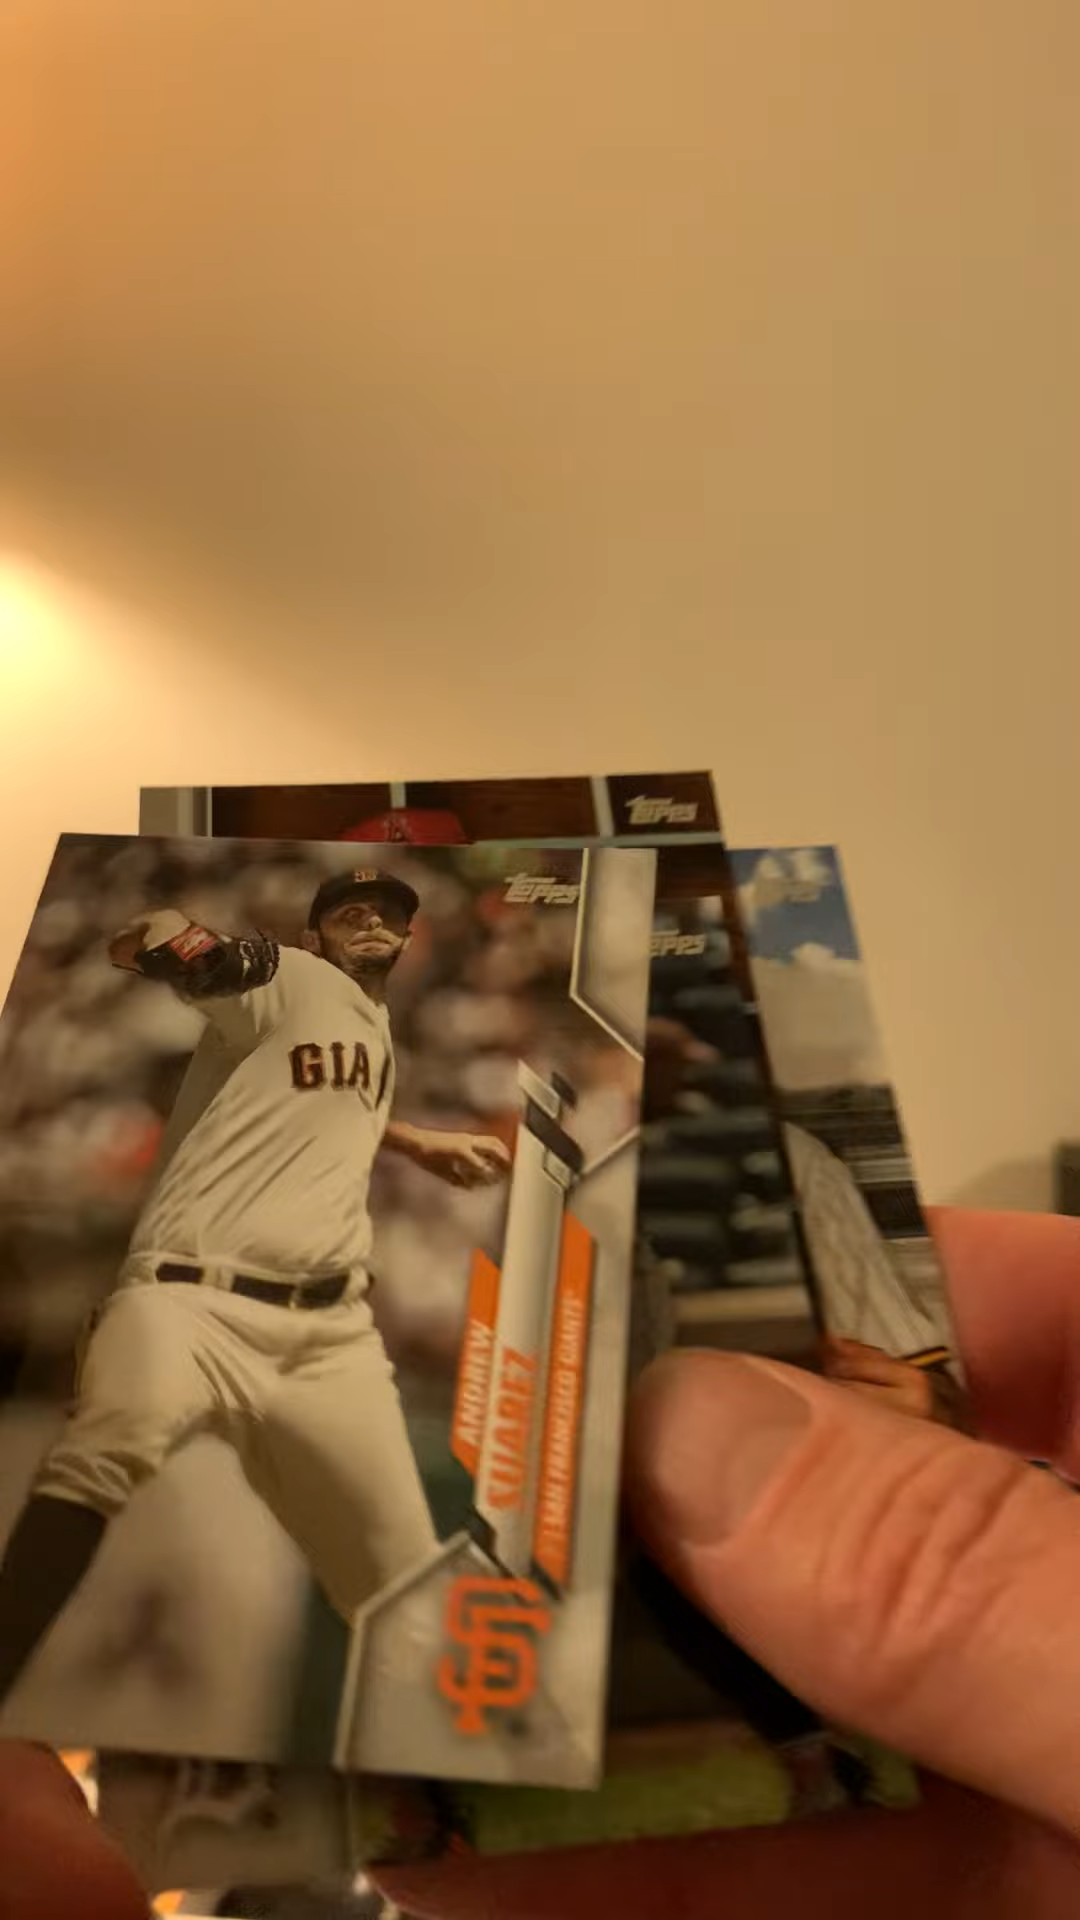 Topps
Topps
Topps
GIA
ANDREW
SUAREZ
SAN FRANCISCO GIANTS
SF